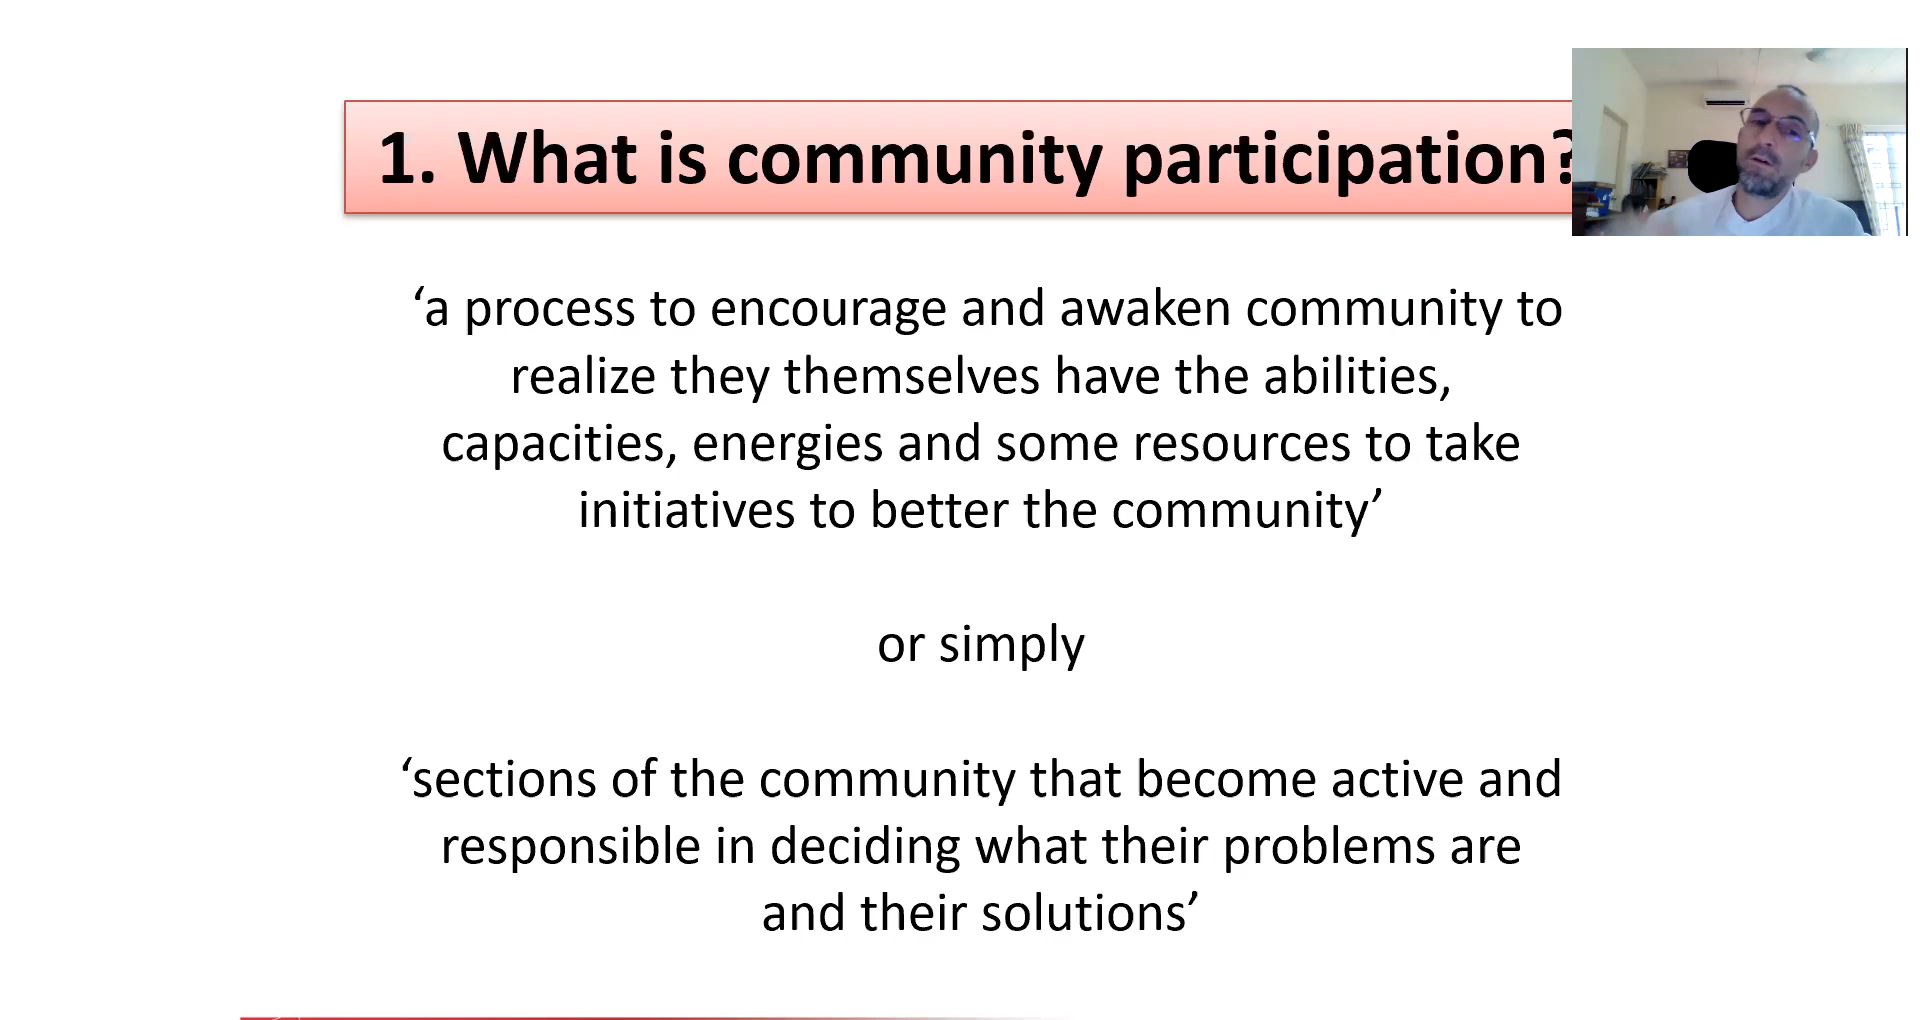 1. What is community participation?
‘a process to encourage and awaken community to
realize they themselves have the abilities,
capacities, energies and some resources to take
initiatives to better the community’
or simply
‘sections of the community that become active and
responsible in deciding what their problems are
and their solutions’